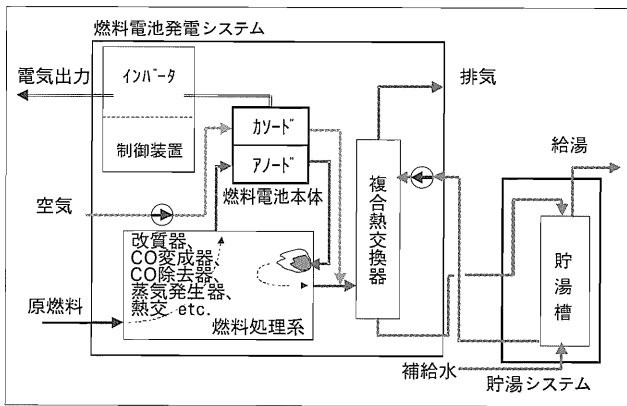 燃料電池発電システム
電気出力
インバータ
制御装置
カソード
アノード
燃料電池本体
空気
改質器、
CO変成器、
CO除去器、
蒸気発生器、
熱交 etc.
燃料処理系
原燃料
複合熱交換器
排気
給湯
貯湯槽
補給水
貯湯システム